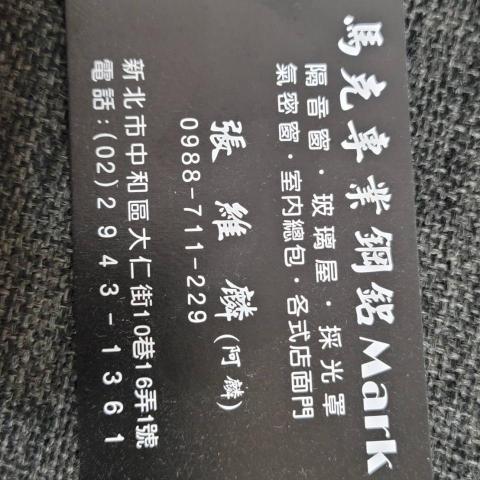 馬克專業鋼鋁Mark
隔音窗．玻璃屋．採光罩
氣密窗．室內總包．各式店面門
張維麟(阿麟)
0988-711-229
新北市中和區大仁街10巷16弄1號
電話:(02)2943-1361